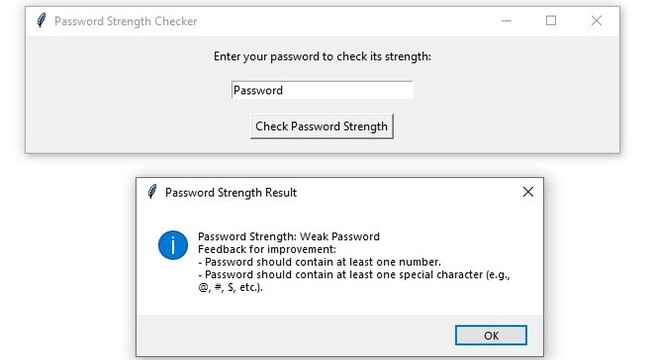 Password Strength Checker
Enter your password to check its strength:
Password
Check Password Strength
Password Strength Result
Password Strength: Weak Password
Feedback for improvement:
- Password should contain at least one number.
- Password should contain at least one special character (e.g.,
@, #, $, etc.).
OK